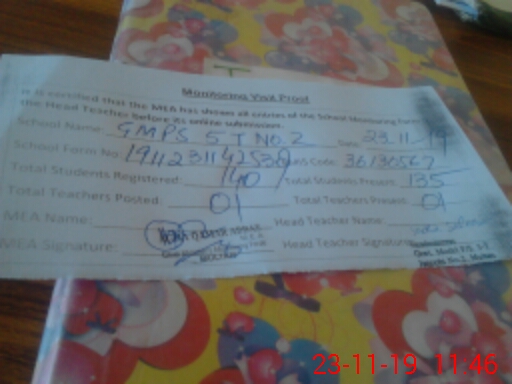 Monitoring Visit Proof
It is certified that the MEA has shown all entries of the School Monitoring Form
the Head Teacher before its online submission.
School Name: GMPS 5 T NO.2 Date: 23.11.19
School Form No: Code: 36130567
Total Students Registered: 140 Total Students Present: 135
Total Teachers Posted: 01 Total Teachers Present: 01
MEA Name: Head Teacher Name:
MEA Signature: Head Teacher Signature
23-11-19 11:46